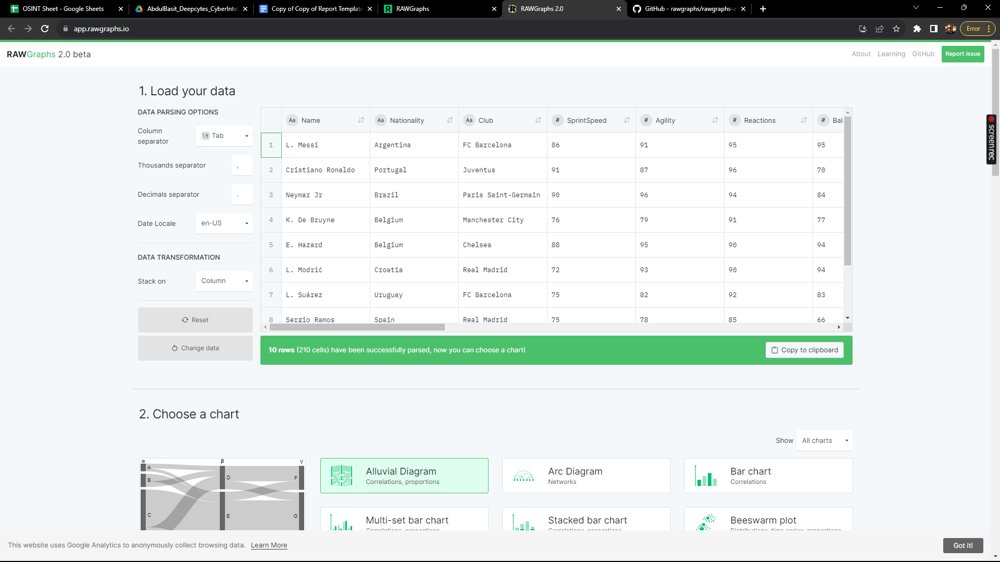 OSINT Sheet - Google Sheets
AbdulBasit_Deepcytes_CyberIntel
Copy of Copy of Report Template
RAWGraphs
RAWGraphs 2.0
GitHub - rawgraphs/rawgraphs-a
app.rawgraphs.io
Error
RAWGraphs 2.0 beta
About Learning GitHub Report issue
1. Load your data
DATA PARSING OPTIONS
Column separator
\t Tab
Thousands separator ,
Decimals separator .
Date Locale en-US
DATA TRANSFORMATION
Stack on Column
Reset
Change data
Aa Name Aa Nationality Aa Club # SprintSpeed # Agility # Reactions # Bal
1 L. Messi Argentina FC Barcelona 86 91 95 95
2 Cristiano Ronaldo Portugal Juventus 91 87 96 70
3 Neymar Jr Brazil Paris Saint-Germain 90 96 94 84
4 K. De Bruyne Belgium Manchester City 76 79 91 77
5 E. Hazard Belgium Chelsea 88 95 90 94
6 L. Modrić Croatia Real Madrid 72 93 90 94
7 L. Suárez Uruguay FC Barcelona 75 82 92 83
8 Sergio Ramos Spain Real Madrid 75 78 85 66
10 rows (210 cells) have been successfully parsed, now you can choose a chart!
Copy to clipboard
screenrec
2. Choose a chart
Show All charts
α β γ
A
B
C
D
E
F
G
Alluvial Diagram
Correlations, proportions
Arc Diagram
Networks
Bar chart
Correlations
Multi-set bar chart
Correlations, proportions
Stacked bar chart
Correlations, proportions
Beeswarm plot
Distributions, time series, proportions
This website uses Google Analytics to anonymously collect browsing data. Learn More
Got it!